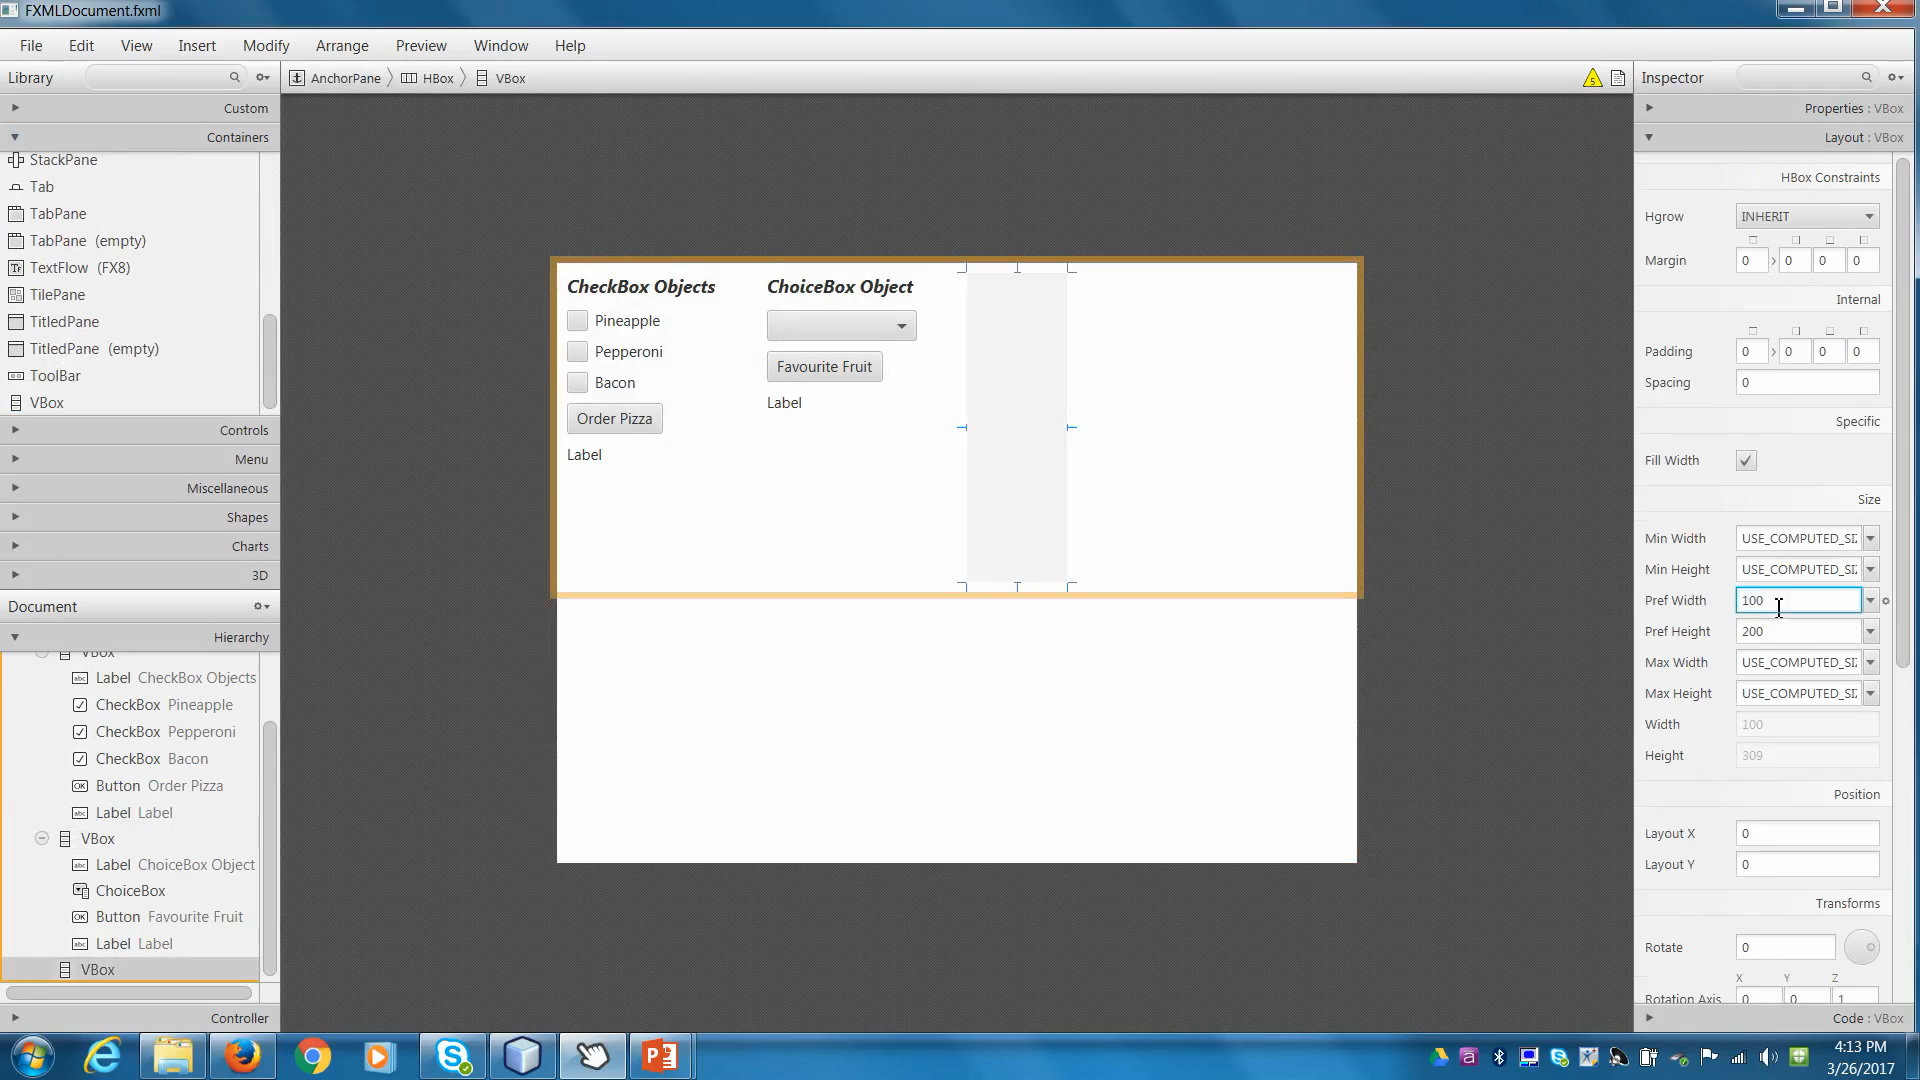 FXMLDocument.fxml
File Edit View Insert Modify Arrange Preview Window Help
Library
AnchorPane HBox VBox
5
Inspector
Custom
Containers
StackPane
Tab
TabPane
TabPane (empty)
TextFlow (FX8)
TilePane
TitledPane
TitledPane (empty)
ToolBar
VBox
Controls
Menu
Miscellaneous
Shapes
Charts
3D
Document
Hierarchy
VBox
Label CheckBox Objects
CheckBox Pineapple
CheckBox Pepperoni
CheckBox Bacon
Button Order Pizza
Label Label
VBox
Label ChoiceBox Object
ChoiceBox
Button Favourite Fruit
Label Label
VBox
Controller
CheckBox Objects
Pineapple
Pepperoni
Bacon
Order Pizza
Label
ChoiceBox Object
Favourite Fruit
Label
Properties : VBox
Layout : VBox
HBox Constraints
Hgrow INHERIT
Margin 0 0 0 0
Internal
Padding 0 0 0 0
Spacing 0
Specific
Fill Width
Size
Min Width USE_COMPUTED_SI
Min Height USE_COMPUTED_SI
Pref Width 100
Pref Height 200
Max Width USE_COMPUTED_SI
Max Height USE_COMPUTED_SI
Width 100
Height 309
Position
Layout X 0
Layout Y 0
Transforms
Rotate 0
X Y Z
Rotation Axis 0 0 1
Code : VBox
4:13 PM
3/26/2017